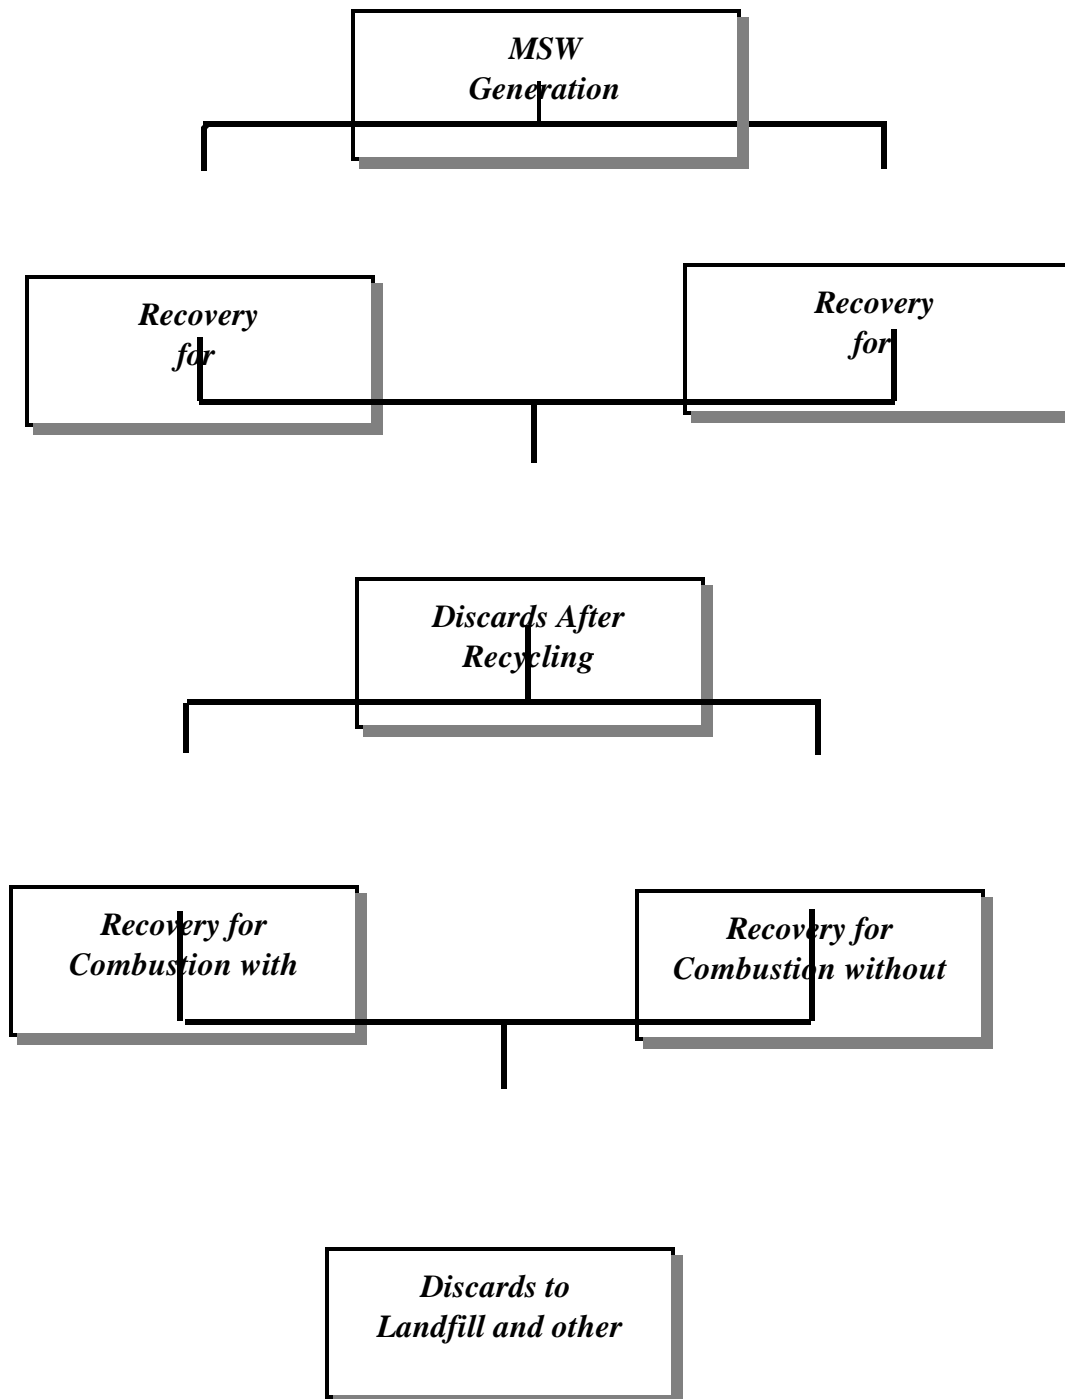 MSW
Generation
Recovery
for
Recovery
for
Discards After
Recycling
Recovery for
Combustion with
Recovery for
Combustion without
Discards to
Landfill and other